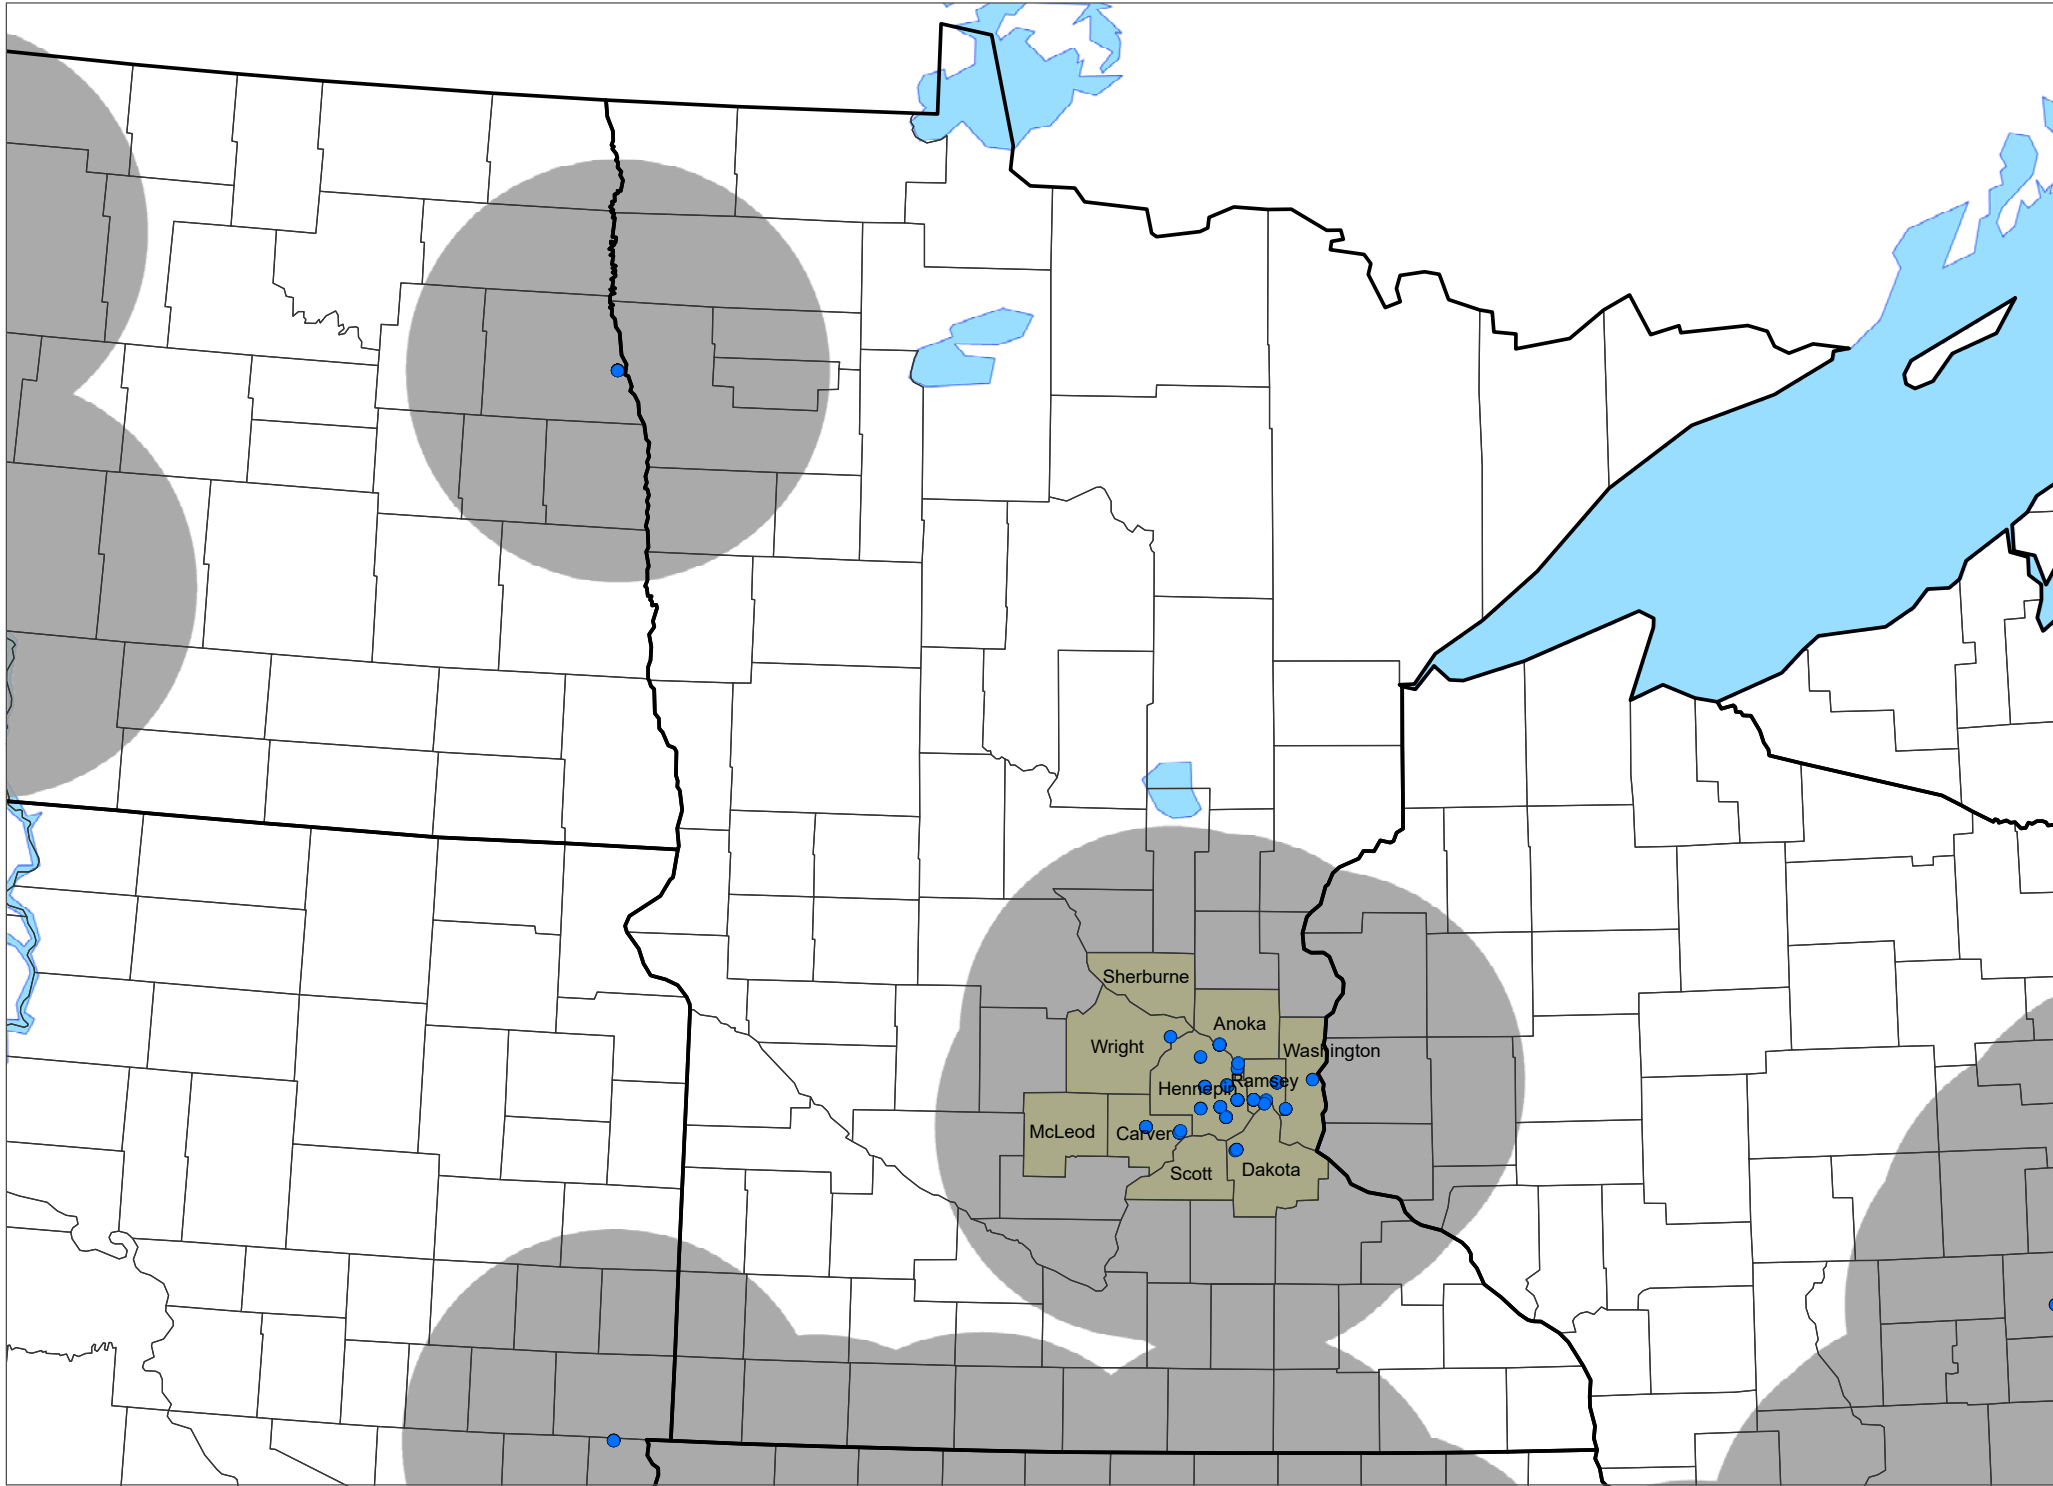 Sherburne
Anoka
Wright
Washington
Ramsey
Hennepin
McLeod
Carver
Scott
Dakota